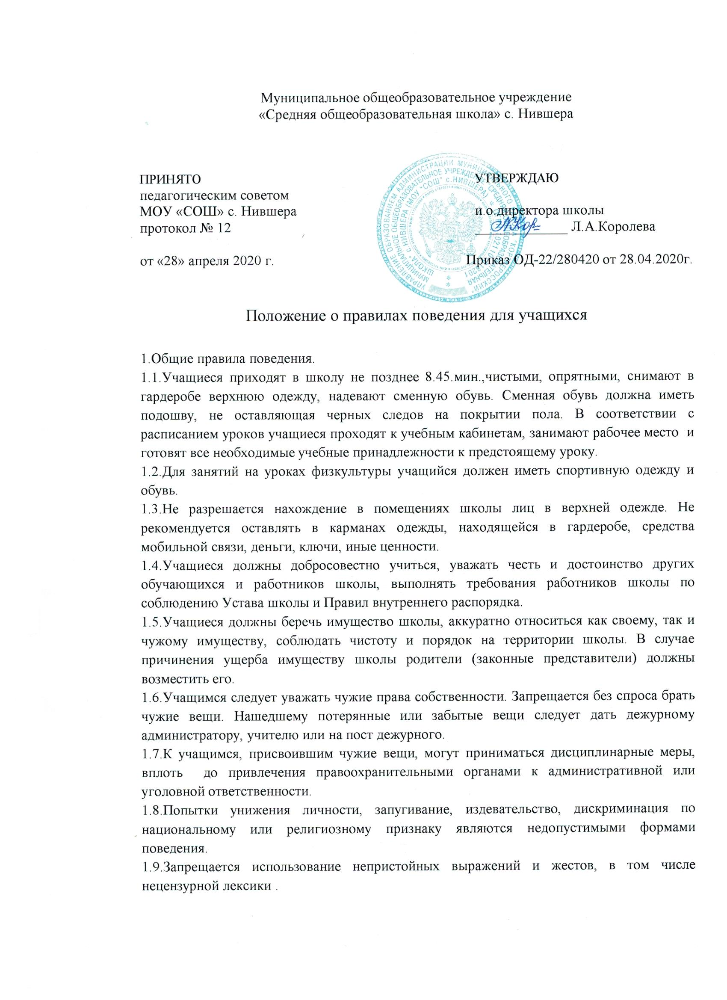 Муниципальное общеобразовательное учреждение
«Средняя общеобразовательная школа» с. Нившера
ПРИНЯТО
педагогическим советом
МОУ «СОШ» с. Нившера
протокол № 12
от «28» апреля 2020 г.
УТВЕРЖДАЮ
и.о.директора школы
Л.А.Королева
Приказ ОД-22/280420 от 28.04.2020г.
Положение о правилах поведения для учащихся
1.Общие правила поведения.
1.1.Учащиеся приходят в школу не позднее 8.45.мин.,чистыми, опрятными, снимают в
гардеробе верхнюю одежду, надевают сменную обувь. Сменная обувь должна иметь
подошву, не оставляющая черных следов на покрытии пола. В соответствии с
расписанием уроков учащиеся проходят к учебным кабинетам, занимают рабочее место и
готовят все необходимые учебные принадлежности к предстоящему уроку.
1.2.Для занятий на уроках физкультуры учащийся должен иметь спортивную одежду и
обувь.
1.3.Не разрешается нахождение в помещениях школы лиц в верхней одежде. Не
рекомендуется оставлять в карманах одежды, находящейся в гардеробе, средства
мобильной связи, деньги, ключи, иные ценности.
1.4.Учащиеся должны добросовестно учиться, уважать честь и достоинство других
обучающихся и работников школы, выполнять требования работников школы по
соблюдению Устава школы и Правил внутреннего распорядка.
1.5.Учащиеся должны беречь имущество школы, аккуратно относиться как своему, так и
чужому имуществу, соблюдать чистоту и порядок на территории школы. В случае
причинения ущерба имуществу школы родители (законные представители) должны
возместить его.
1.6.Учащимся следует уважать чужие права собственности. Запрещается без спроса брать
чужие вещи. Нашедшему потерянные или забытые вещи следует дать дежурному
администратору, учителю или на пост дежурного.
1.7.К учащимся, присвоившим чужие вещи, могут приниматься дисциплинарные меры,
вплоть до привлечения правоохранительными органами к административной или
уголовной ответственности.
1.8.Попытки унижения личности, запугивание, издевательство, дискриминация по
национальному или религиозному признаку являются недопустимыми формами
поведения.
1.9.Запрещается использование непристойных выражений и жестов, в том числе
нецензурной лексики .